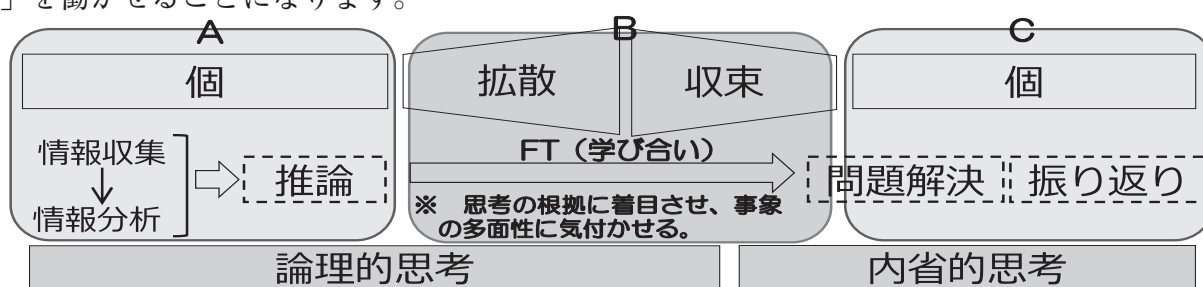 」を働かせることになります。
A
B
C
個
拡散
収束
個
情報収集
↓
情報分析
推論
FT（学び合い）
※　思考の根拠に着目させ、事象
の多面性に気付かせる。
問題解決
振り返り
論理的思考
内省的思考